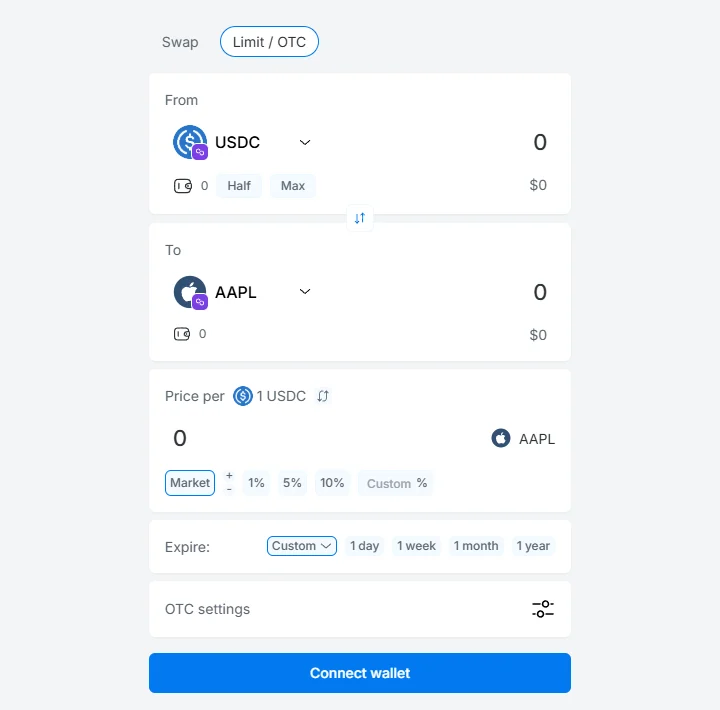 Swap Limit / OTC
From
USDC 0
0 Half Max $0
To
AAPL 0
0 $0
Price per 1 USDC
0 AAPL
Market + - 1% 5% 10% Custom %
Expire: Custom 1 day 1 week 1 month 1 year
OTC settings
Connect wallet